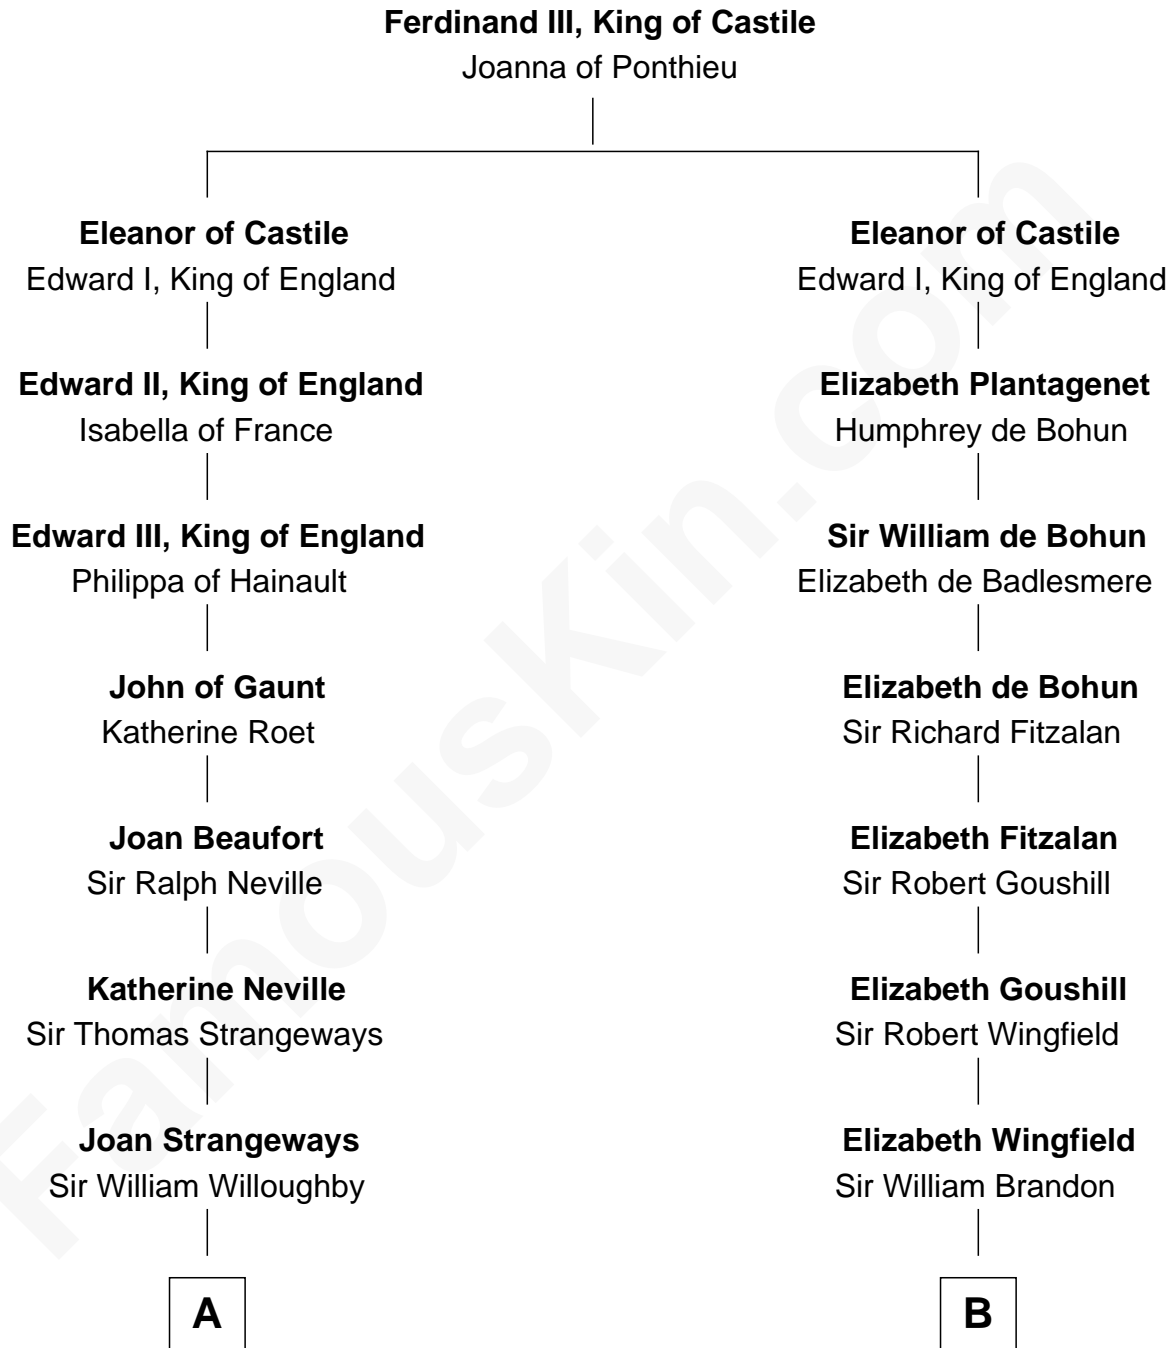 Ferdinand III, King of Castile
Joanna of Ponthieu
Eleanor of Castile
Edward I, King of England
Eleanor of Castile
Edward I, King of England
Edward II, King of England
Isabella of France
Elizabeth Plantagenet
Humphrey de Bohun
Edward III, King of England
Philippa of Hainault
Sir William de Bohun
Elizabeth de Badlesmere
John of Gaunt
Katherine Roet
Elizabeth de Bohun
Sir Richard Fitzalan
Joan Beaufort
Sir Ralph Neville
Elizabeth Fitzalan
Sir Robert Goushill
Katherine Neville
Sir Thomas Strangeways
Elizabeth Goushill
Sir Robert Wingfield
Joan Strangeways
Sir William Willoughby
Elizabeth Wingfield
Sir William Brandon
A
B
FamousKin.com